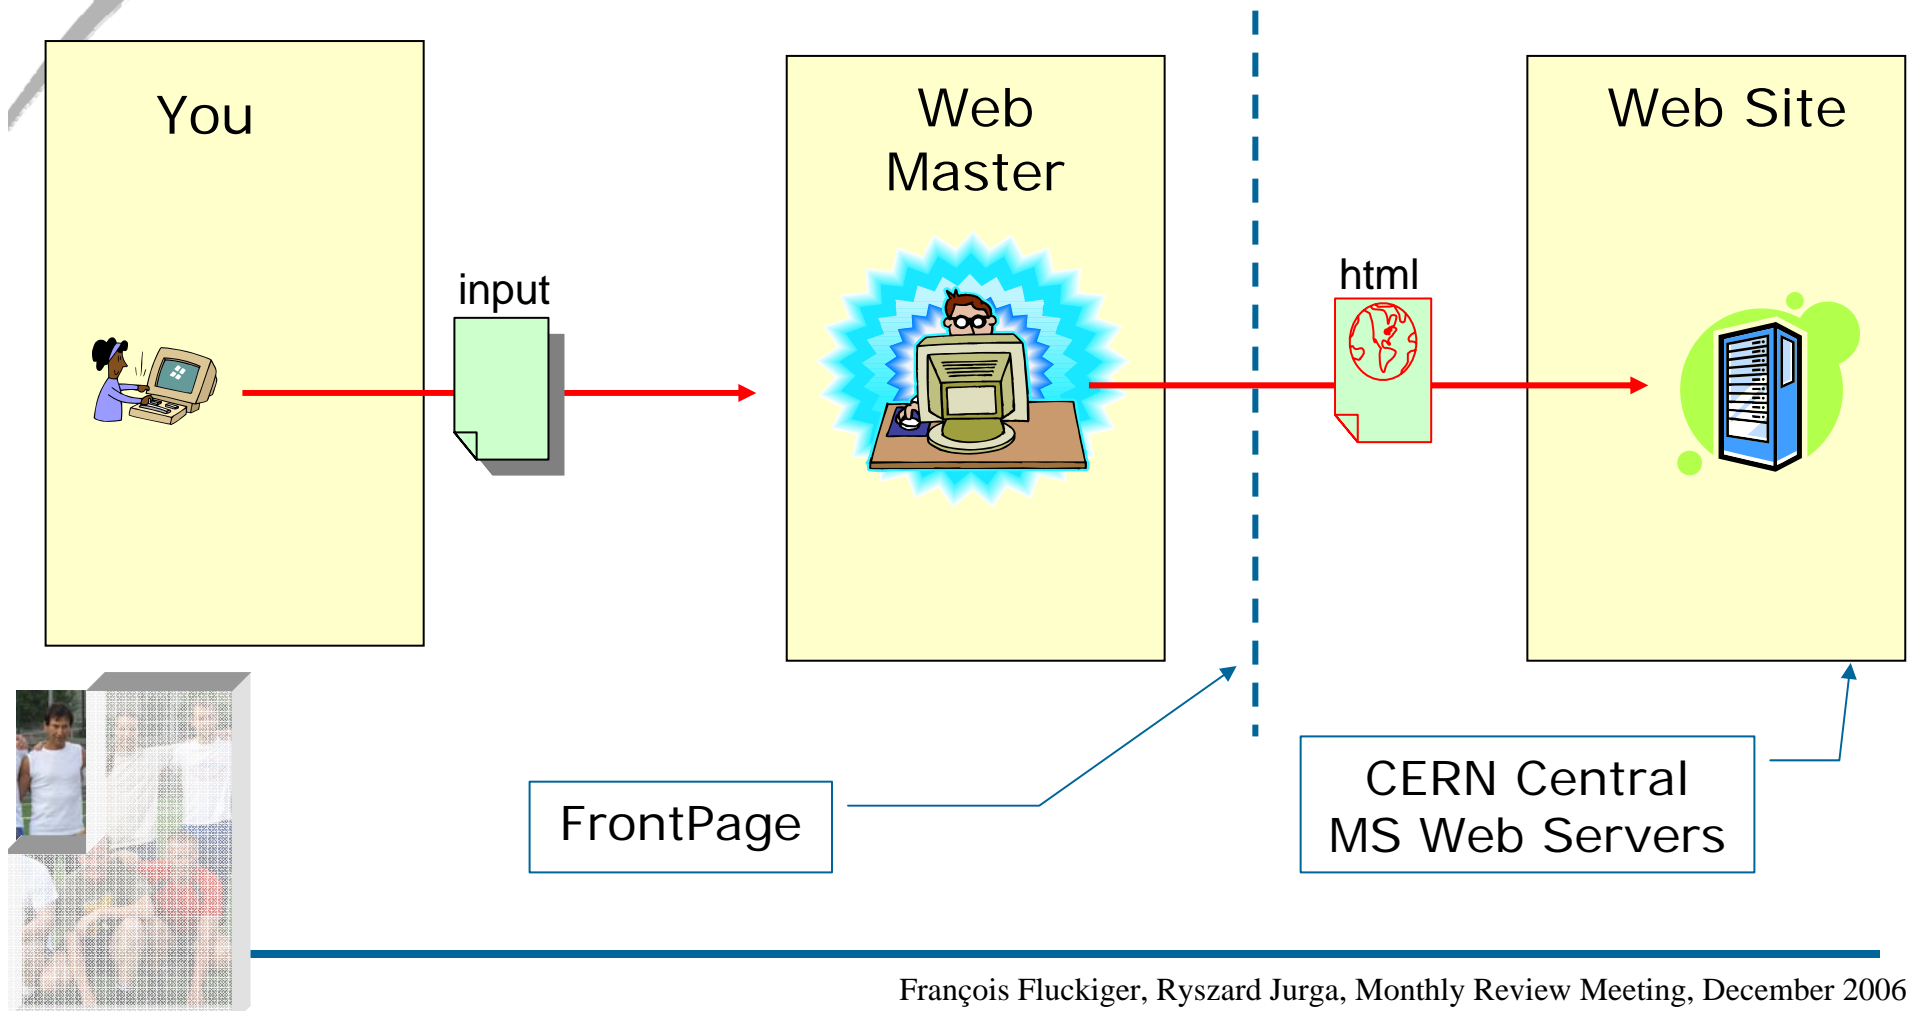 You
Web
Master
Web Site
input
html
FrontPage
CERN Central
MS Web Servers
François Fluckiger, Ryszard Jurga, Monthly Review Meeting, December 2006